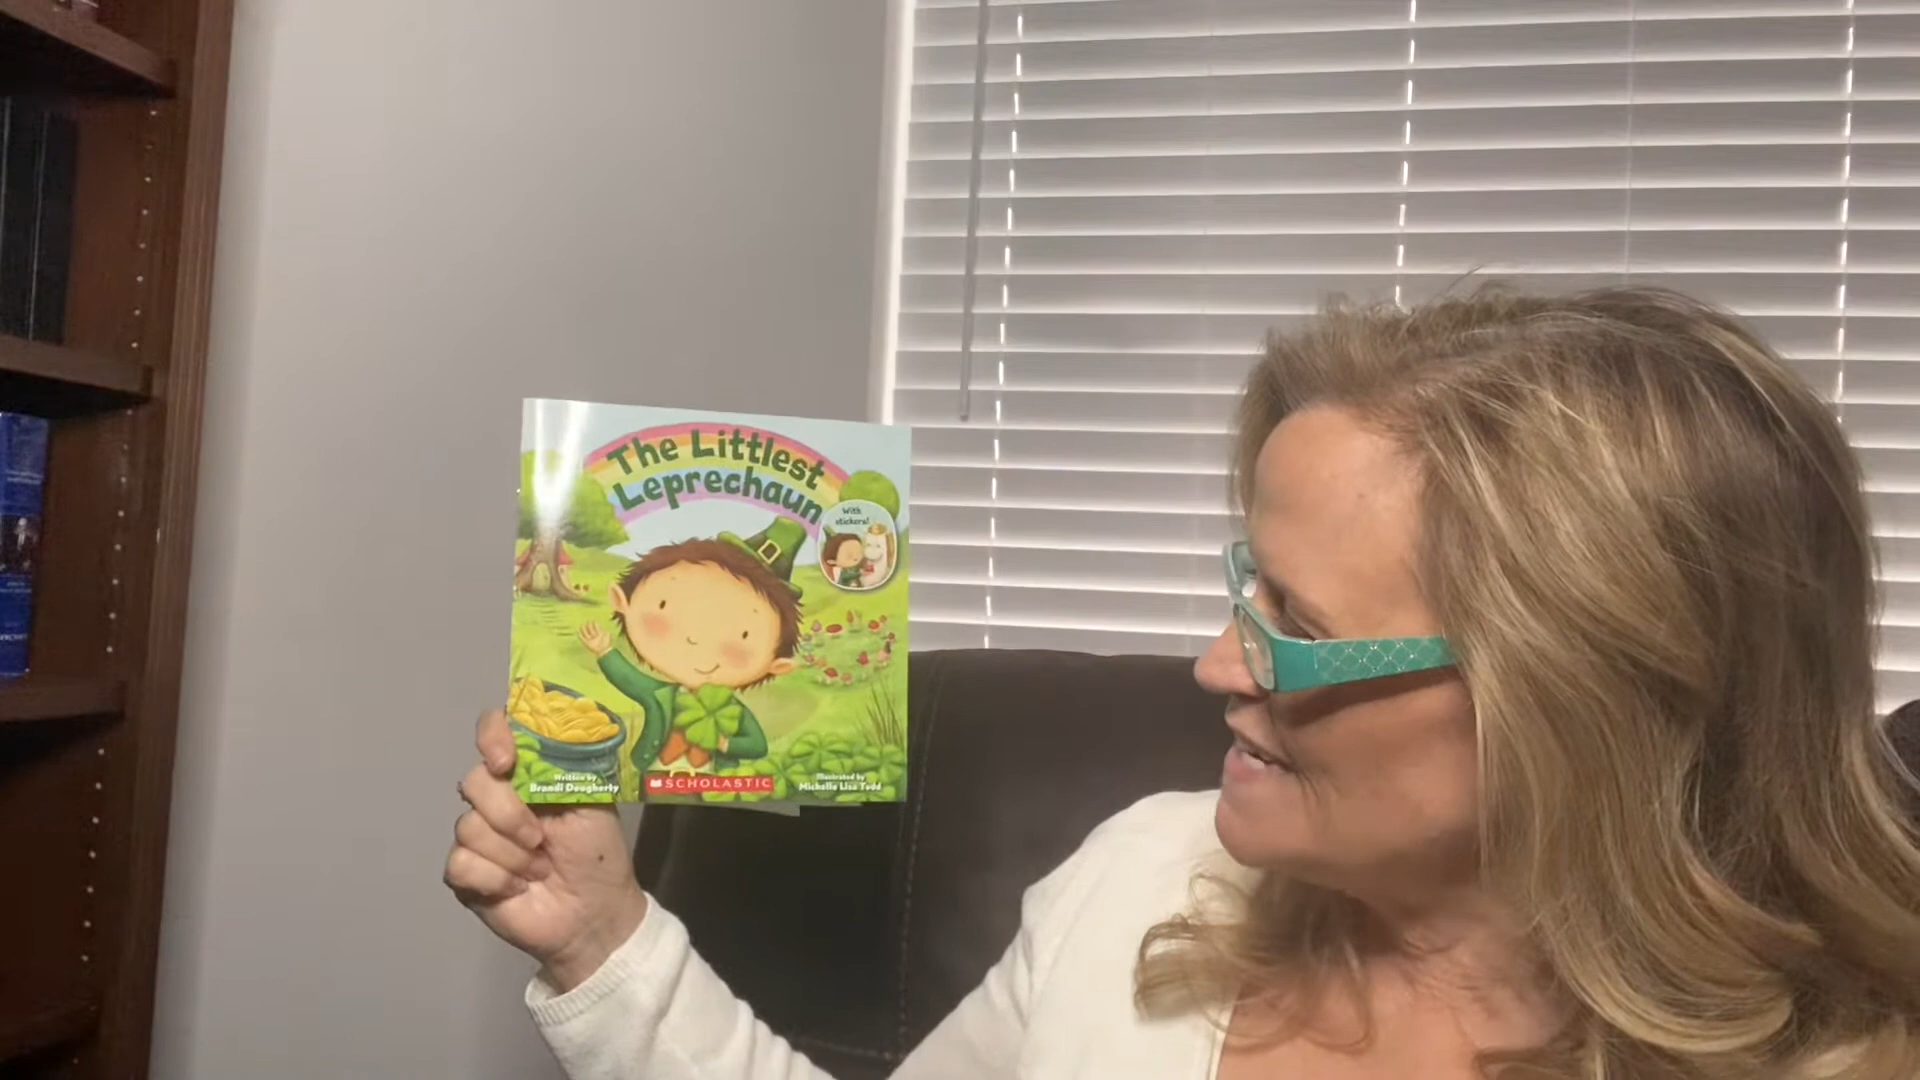 The Littlest
Leprechaun
With
stickers!
Written by
Brandi Dougherty
SCHOLASTIC
Illustrated by
Michelle Lisa Todd